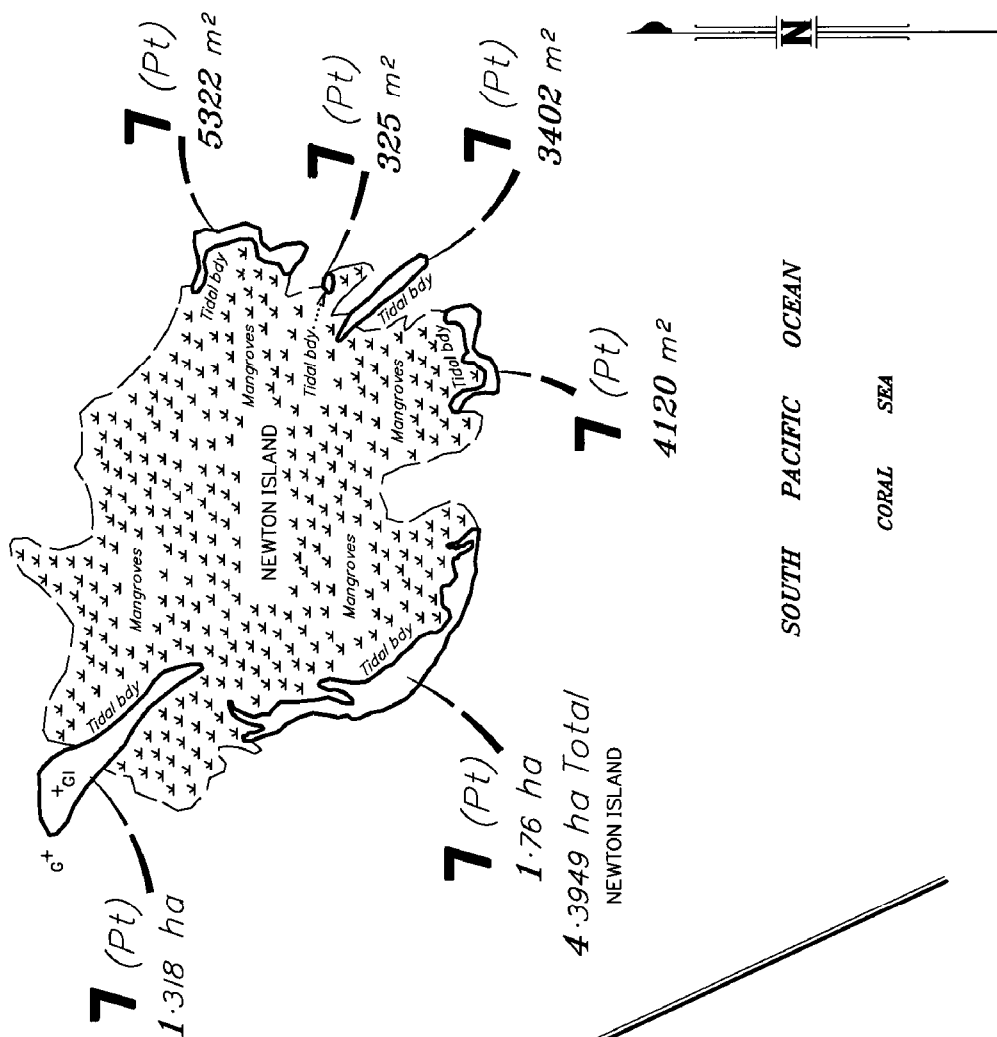 7 (Pt)
1·318 ha
G+
+GI
Tidal bdy
Mangroves
7 (Pt)
5322 m²
Tidal bdy
Mangroves
7 (Pt)
325 m²
Tidal bdy
NEWTON ISLAND
7 (Pt)
3402 m²
Tidal bdy
Mangroves
Mangroves
Tidal bdy
Tidal bdy
7 (Pt)
4120 m²
7 (Pt)
1·76 ha
4·3949 ha Total
NEWTON ISLAND
SOUTH PACIFIC OCEAN
CORAL SEA
N